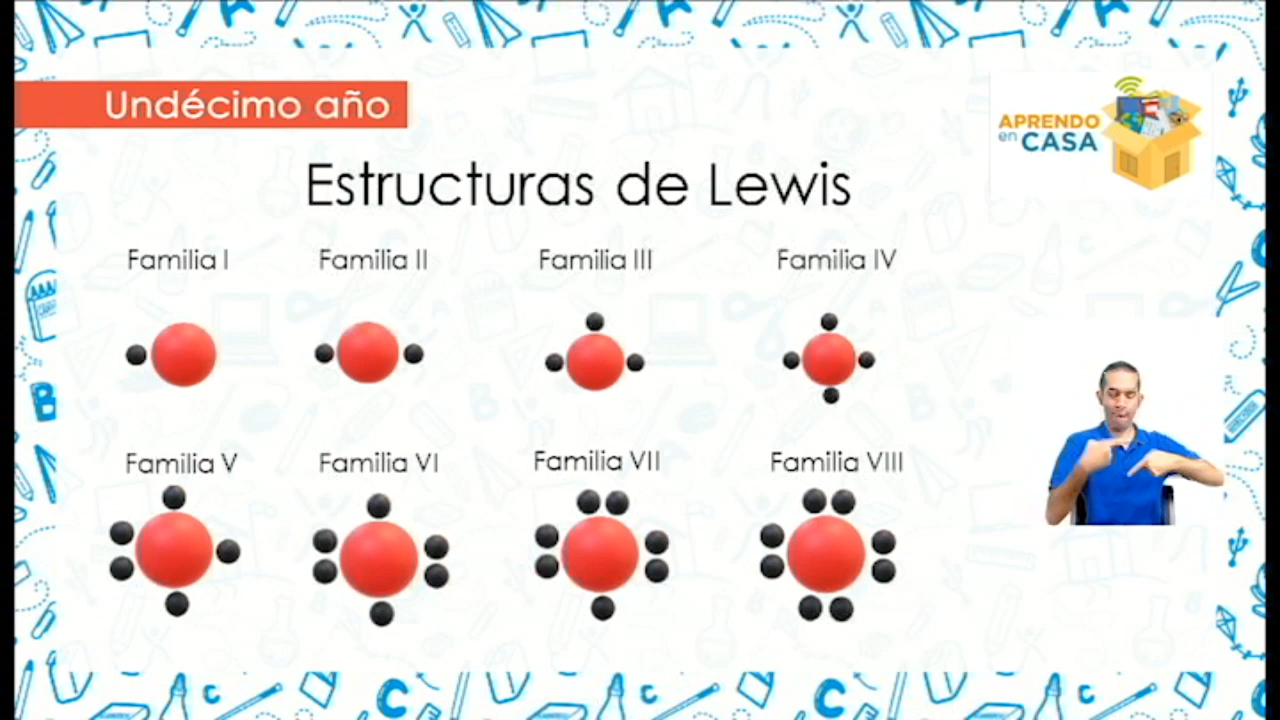 Undécimo año
APRENDO
en CASA
Estructuras de Lewis
Familia I
Familia II
Familia III
Familia IV
Familia V
Familia VI
Familia VII
Familia VIII